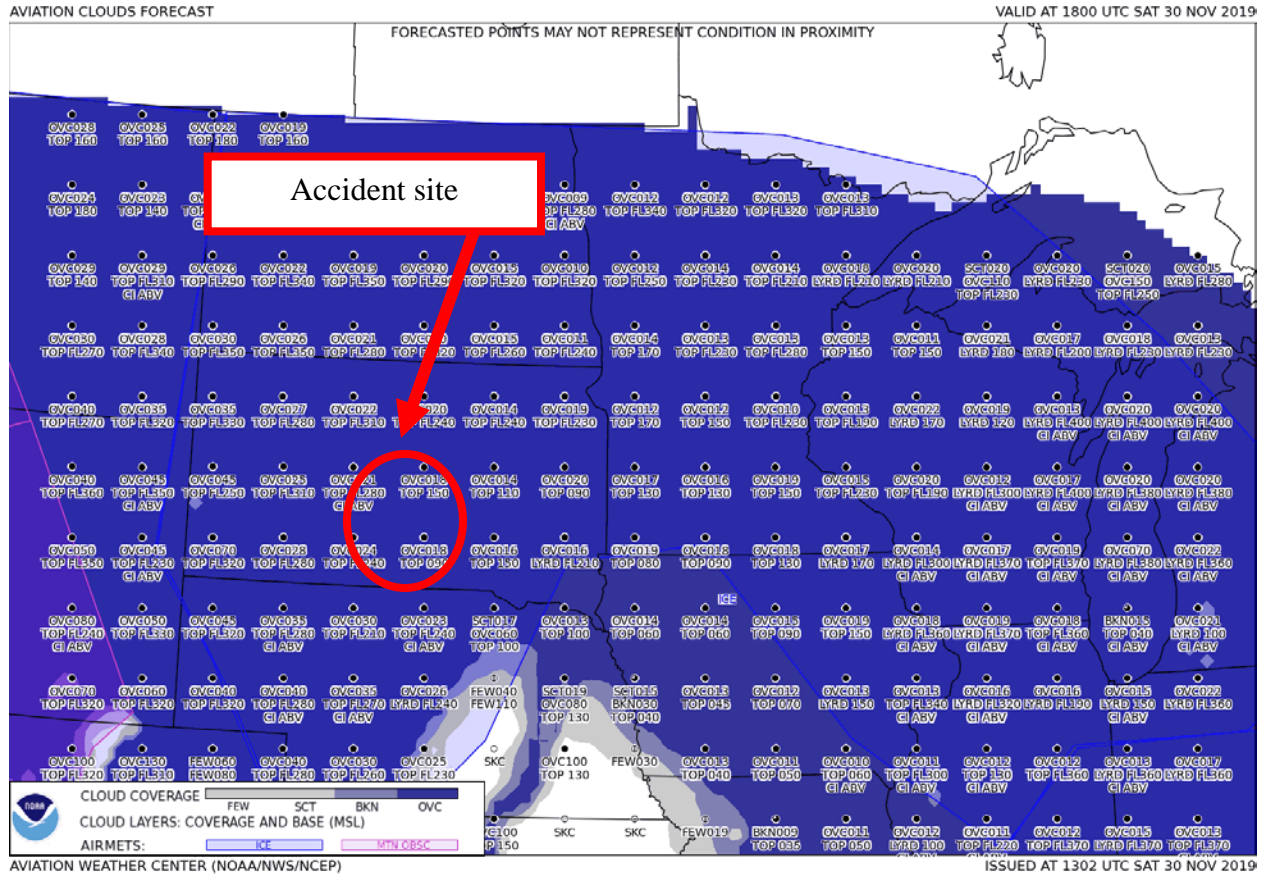 AVIATION CLOUDS FORECAST VALID AT 1800 UTC SAT 30 NOV 2019
FORECASTED POINTS MAY NOT REPRESENT CONDITION IN PROXIMITY
OVC028 OVC025 OVC022 OVC019
TOP 160 TOP 160 TOP 180 TOP 160
Accident site
OVC024 OVC023 OVC012 OVC012 OVC013 OVC013
TOP 180 TOP 140 FL280 TOP FL340 TOP FL320 TOP FL320 TOP FL310
CI ABV
OVC029 OVC029 OVC026 OVC022 OVC019 OVC020 OVC015 OVC010 OVC012 OVC014 OVC014 OVC018 OVC020 SCT020 OVC020 SCT020 OVC015
TOP 140 TOP FL310 TOP FL290 TOP FL340 TOP FL350 TOP FL320 TOP FL320 TOP FL250 TOP FL230 TOP FL210 LYRD FL210 LYRD FL210 OVC110 LYRD FL230 OVC150 LYRD FL280
CI ABV TOP FL230 TOP FL250
OVC030 OVC028 OVC030 OVC026 OVC021 OVC015 OVC011 OVC014 OVC013 OVC013 OVC013 OVC011 OVC021 OVC017 OVC018 OVC013
TOP FL270 TOP FL340 TOP FL350 TOP FL350 TOP FL280 TOP FL260 TOP FL240 TOP 170 TOP FL230 TOP FL280 TOP 150 TOP 150 LYRD 180 LYRD FL200 LYRD FL230 LYRD FL230
OVC040 OVC035 OVC035 OVC027 OVC022 OVC014 OVC019 OVC012 OVC012 OVC010 OVC013 OVC022 OVC019 OVC013 OVC020 OVC020
TOP FL270 TOP FL320 TOP FL330 TOP FL280 TOP FL310 FL240 TOP FL240 TOP FL230 TOP 170 TOP 150 TOP FL230 TOP FL190 LYRD 170 LYRD 120 LYRD FL400 LYRD FL400 LYRD FL400
CI ABV CI ABV CI ABV
OVC040 OVC045 OVC045 OVC025 OVC018 OVC014 OVC020 OVC017 OVC016 OVC019 OVC015 OVC020 OVC012 OVC017 OVC020 OVC020
TOP FL360 TOP FL350 TOP FL250 TOP FL310 TOP FL280 TOP 150 TOP 110 TOP 090 TOP 130 TOP 130 TOP 150 TOP FL230 TOP FL190 LYRD FL300 LYRD FL400 LYRD FL380 LYRD FL380
CI ABV CI ABV CI ABV CI ABV CI ABV CI ABV
OVC050 OVC045 OVC070 OVC028 OVC024 OVC018 OVC016 OVC016 OVC019 OVC018 OVC018 OVC017 OVC014 OVC017 OVC019 OVC070 OVC022
TOP FL350 TOP FL230 TOP FL320 TOP FL280 TOP FL240 TOP 090 TOP 150 LYRD FL210 TOP 080 TOP 090 TOP 130 LYRD 170 LYRD FL300 LYRD FL370 TOP FL370 LYRD FL380 LYRD FL360
CI ABV CI ABV CI ABV CI ABV CI ABV CI ABV
ICE
OVC080 OVC050 OVC045 OVC035 OVC030 OVC023 SCT017 OVC013 OVC014 OVC014 OVC015 OVC019 OVC018 OVC019 OVC018 BKN015 OVC021
TOP FL240 TOP FL330 TOP FL320 TOP FL280 TOP FL210 TOP FL240 OVC060 TOP 100 TOP 060 TOP 060 TOP 090 TOP 150 LYRD FL360 LYRD FL370 TOP FL360 TOP 040 LYRD 100
CI ABV CI ABV CI ABV TOP 100 CI ABV CI ABV CI ABV CI ABV CI ABV
OVC070 OVC060 OVC040 OVC040 OVC035 OVC026 FEW040 SCT019 SCT015 OVC013 OVC012 OVC013 OVC013 OVC016 OVC016 OVC015 OVC022
TOP FL320 TOP FL320 TOP FL320 TOP FL280 TOP FL270 LYRD FL240 FEW110 OVC080 BKN030 TOP 045 TOP 070 LYRD 150 TOP FL340 LYRD FL320 LYRD FL190 LYRD 150 LYRD FL360
CI ABV CI ABV TOP 130 TOP 040 CI ABV CI ABV CI ABV
OVC100 OVC130 FEW060 OVC040 OVC030 OVC025 SKC OVC100 FEW030 OVC013 OVC011 OVC010 OVC011 OVC012 OVC012 OVC013 OVC017
TOP FL320 TOP FL310 FEW080 TOP FL280 TOP FL260 TOP FL230 TOP 130 TOP 040 TOP 050 TOP 060 TOP FL300 TOP 130 TOP FL360 LYRD FL360 LYRD FL360
CI ABV CI ABV CI ABV
NOAA
CLOUD COVERAGE FEW SCT BKN OVC
CLOUD LAYERS: COVERAGE AND BASE (MSL)
AIRMETS: ICE MTN OBSC
SKC SKC FEW019 BKN009 OVC011 OVC012 OVC011 OVC012 OVC015 OVC013
150 TOP 035 TOP 050 LYRD 100 TOP FL220 TOP FL370 LYRD FL370 TOP FL370
AVIATION WEATHER CENTER (NOAA/NWS/NCEP) ISSUED AT 1302 UTC SAT 30 NOV 2019